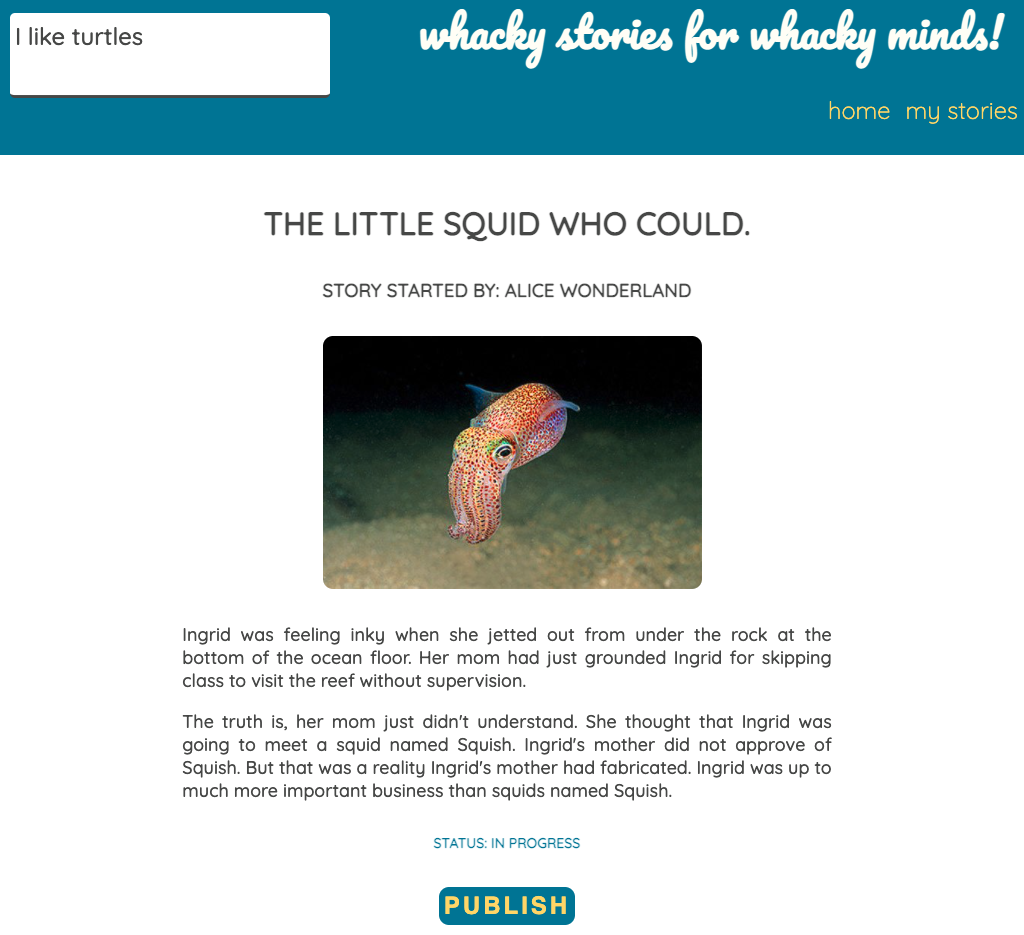 I like turtles
whacky stories for whacky minds!
home my stories
THE LITTLE SQUID WHO COULD.
STORY STARTED BY: ALICE WONDERLAND
Ingrid was feeling inky when she jetted out from under the rock at the
bottom of the ocean floor. Her mom had just grounded Ingrid for skipping
class to visit the reef without supervision.
The truth is, her mom just didn't understand. She thought that Ingrid was
going to meet a squid named Squish. Ingrid's mother did not approve of
Squish. But that was a reality Ingrid's mother had fabricated. Ingrid was up to
much more important business than squids named Squish.
STATUS: IN PROGRESS
PUBLISH